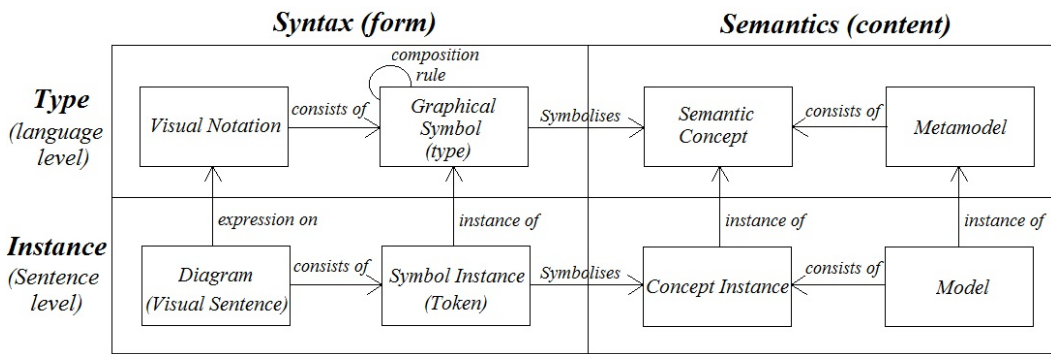 Syntax (form)
Semantics (content)
composition
rule
Type
(language
level)
Visual Notation
consists of
Graphical
Symbol
(type)
Symbolises
Semantic
Concept
consists of
Metamodel
expression on
instance of
instance of
instance of
Instance
(Sentence
level)
Diagram
(Visual Sentence)
consists of
Symbol Instance
(Token)
Symbolises
Concept Instance
consists of
Model